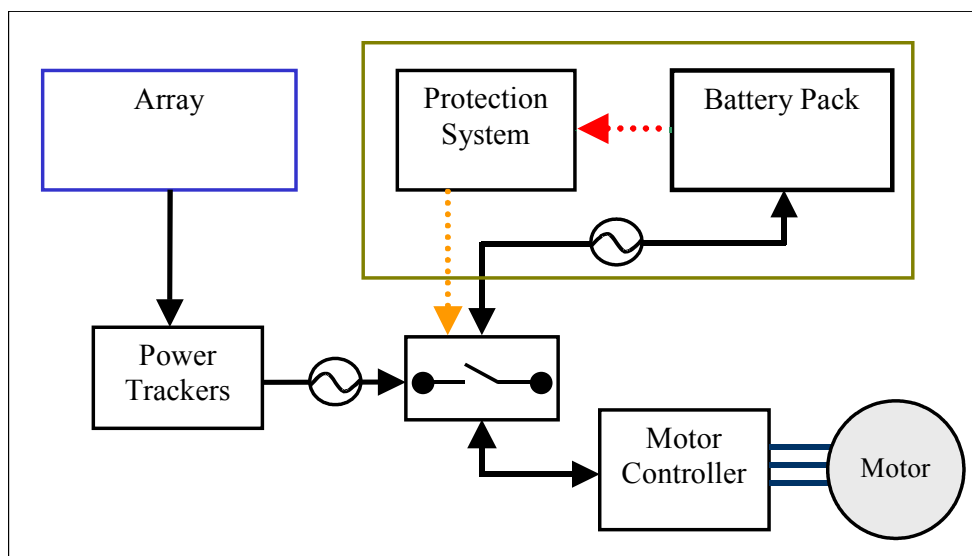 Array
Protection
System
Battery Pack
Power
Trackers
Motor
Controller
Motor